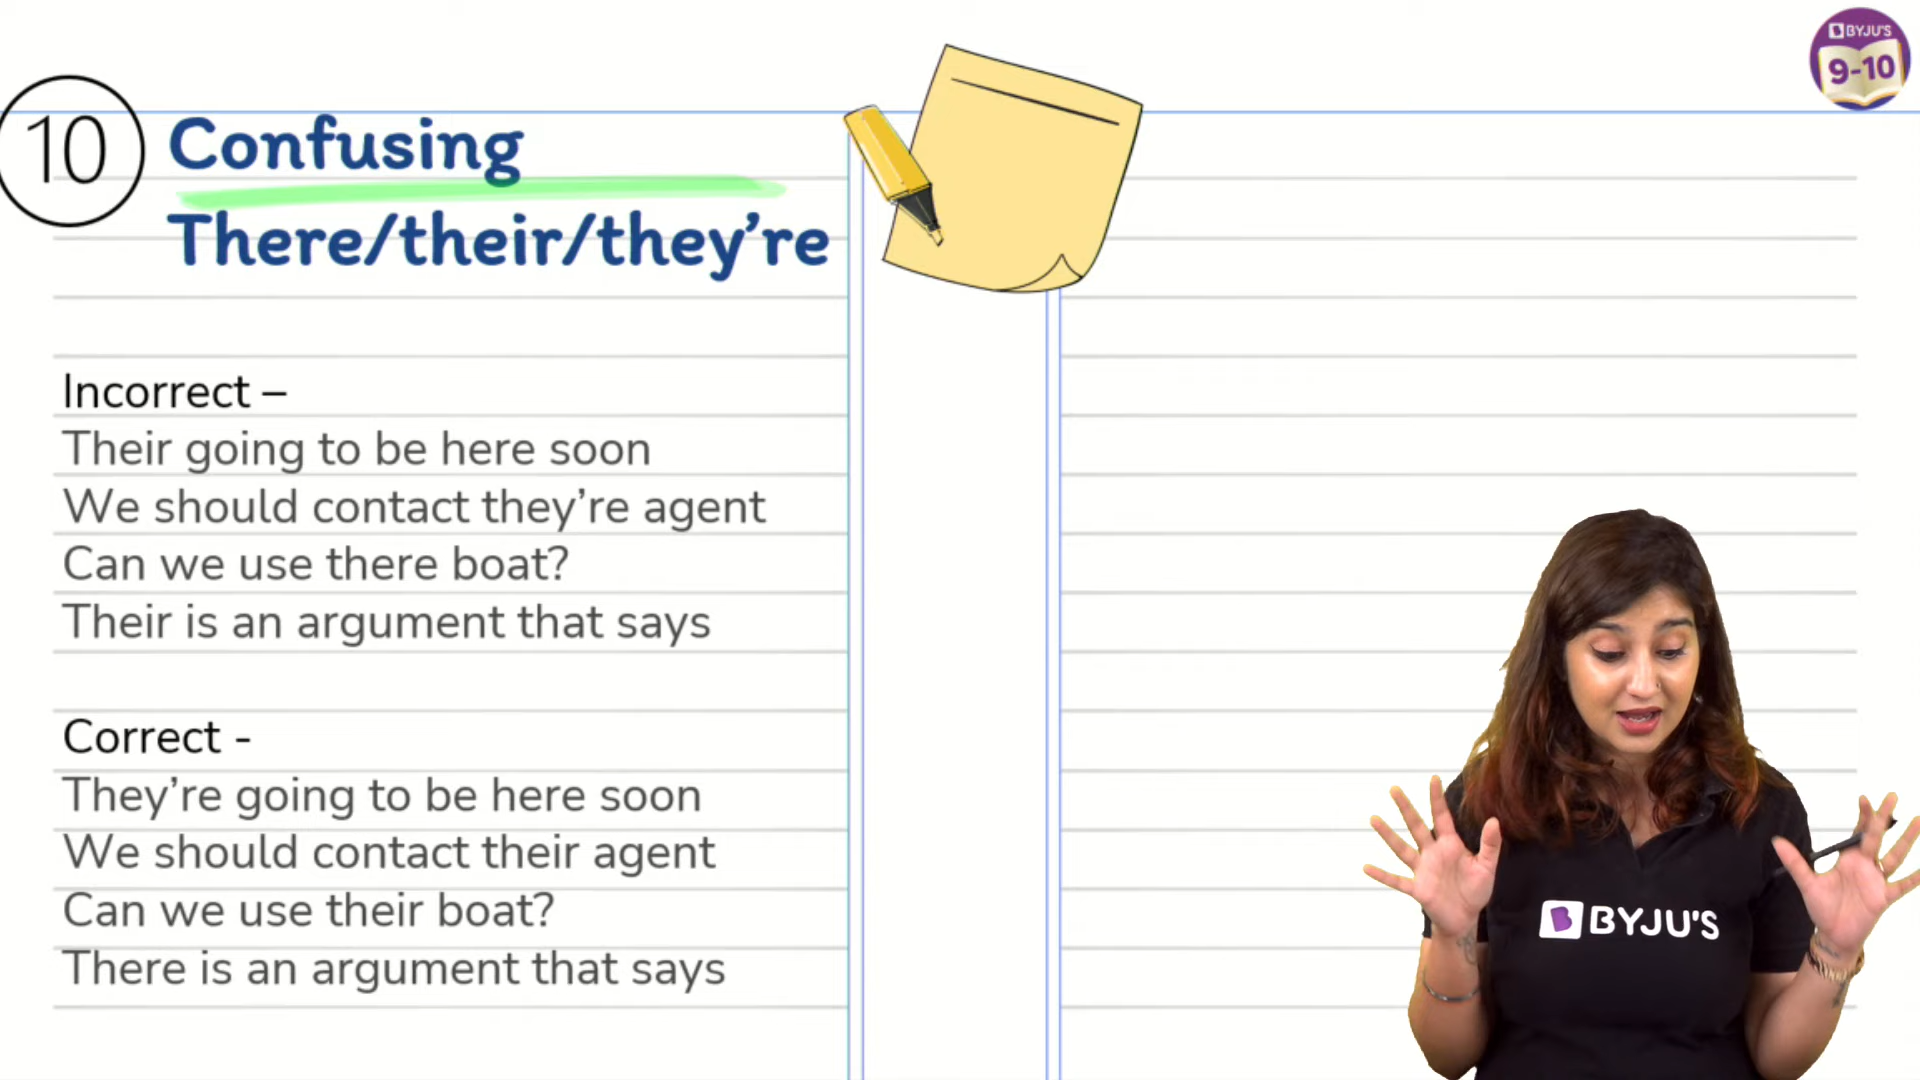 BYJU'S
9-10
10
Confusing
There/their/they're
Incorrect –
Their going to be here soon
We should contact they're agent
Can we use there boat?
Their is an argument that says
Correct -
They're going to be here soon
We should contact their agent
Can we use their boat?
There is an argument that says
BYJU'S